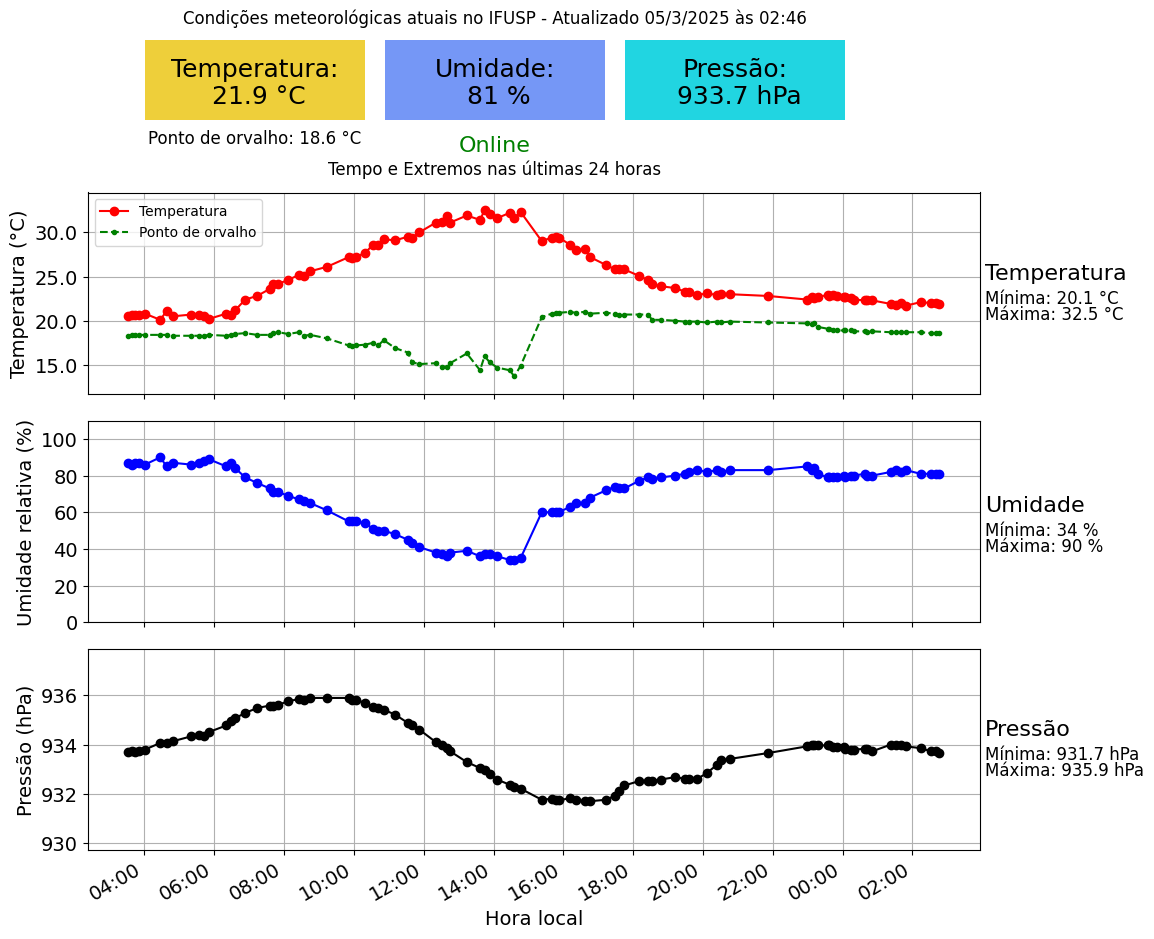 Condições meteorológicas atuais no IFUSP - Atualizado 05/3/2025 às 02:46
Temperatura:
21.9 °C
Umidade:
81 %
Pressão:
933.7 hPa
Ponto de orvalho: 18.6 °C
Online
Tempo e Extremos nas últimas 24 horas
Temperatura
Ponto de orvalho
Temperatura (°C)
30.0
25.0
20.0
15.0
Temperatura
Mínima: 20.1 °C
Máxima: 32.5 °C
Umidade relativa (%)
100
80
60
40
20
0
Umidade
Mínima: 34 %
Máxima: 90 %
Pressão (hPa)
936
934
932
930
Pressão
Mínima: 931.7 hPa
Máxima: 935.9 hPa
04:00
06:00
08:00
10:00
12:00
14:00
16:00
18:00
20:00
22:00
00:00
02:00
Hora local